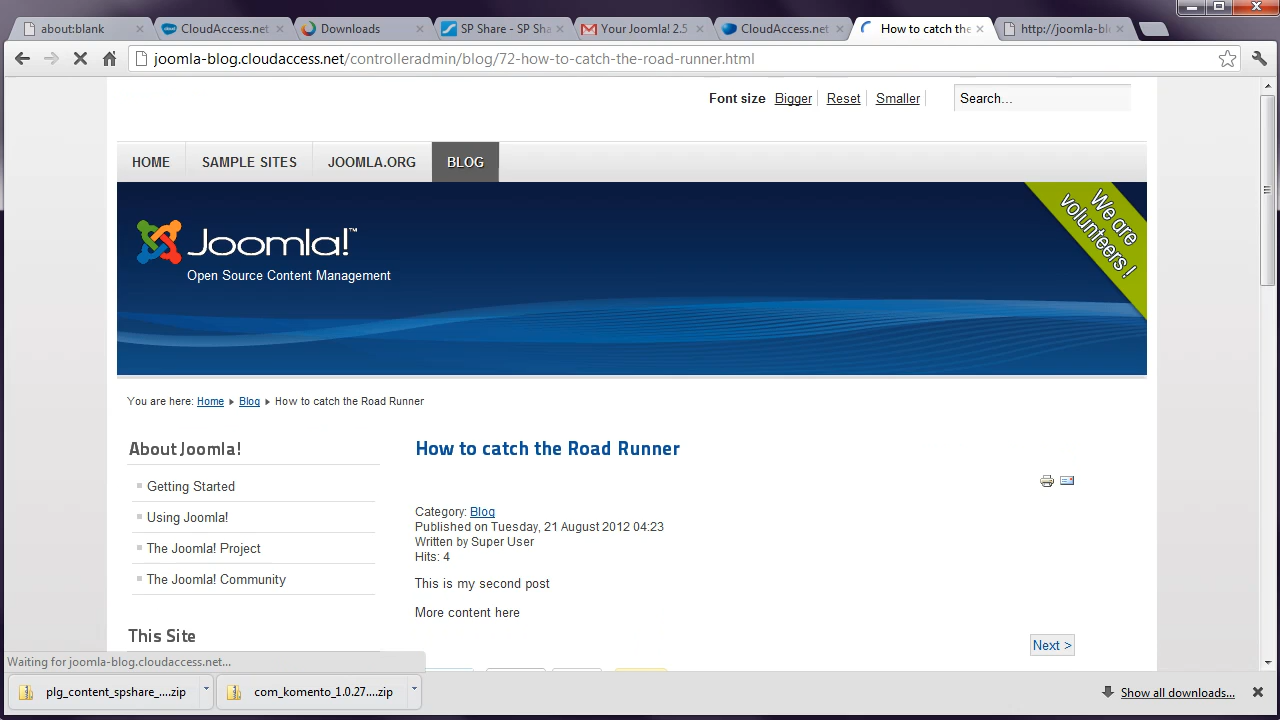 about:blank
CloudAccess.net
Downloads
SP Share - SP Sha
Your Joomla! 2.5
CloudAccess.net
How to catch the
http://joomla-bl
joomla-blog.cloudaccess.net/controlleradmin/blog/72-how-to-catch-the-road-runner.html
Font size Bigger Reset Smaller
Search...
HOME SAMPLE SITES JOOMLA.ORG BLOG
We are
volunteers !
Joomla!™
Open Source Content Management
You are here: Home Blog How to catch the Road Runner
About Joomla!
Getting Started
Using Joomla!
The Joomla! Project
The Joomla! Community
This Site
How to catch the Road Runner
Category: Blog
Published on Tuesday, 21 August 2012 04:23
Written by Super User
Hits: 4
This is my second post
More content here
Next >
Waiting for joomla-blog.cloudaccess.net...
plg_content_spshare_....zip
com_komento_1.0.27....zip
Show all downloads...